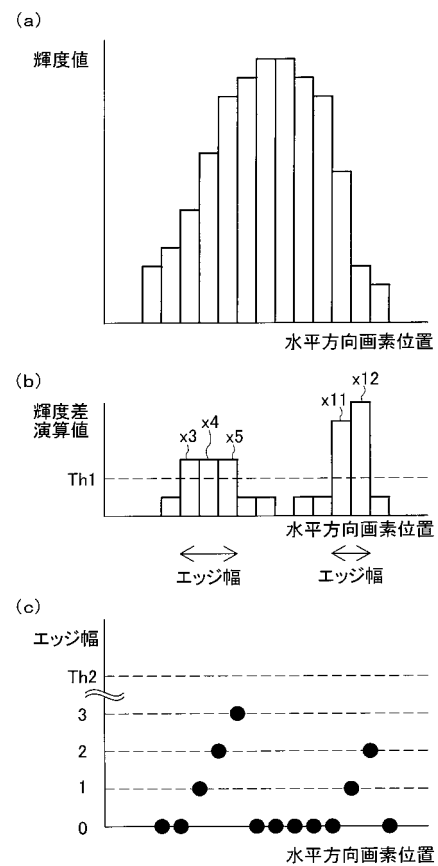 (a)
輝度値
水平方向画素位置
(b)
輝度差
演算値
x3
x4
x5
x11
x12
Th1
水平方向画素位置
エッジ幅
エッジ幅
(c)
エッジ幅
Th2
3
2
1
0
水平方向画素位置